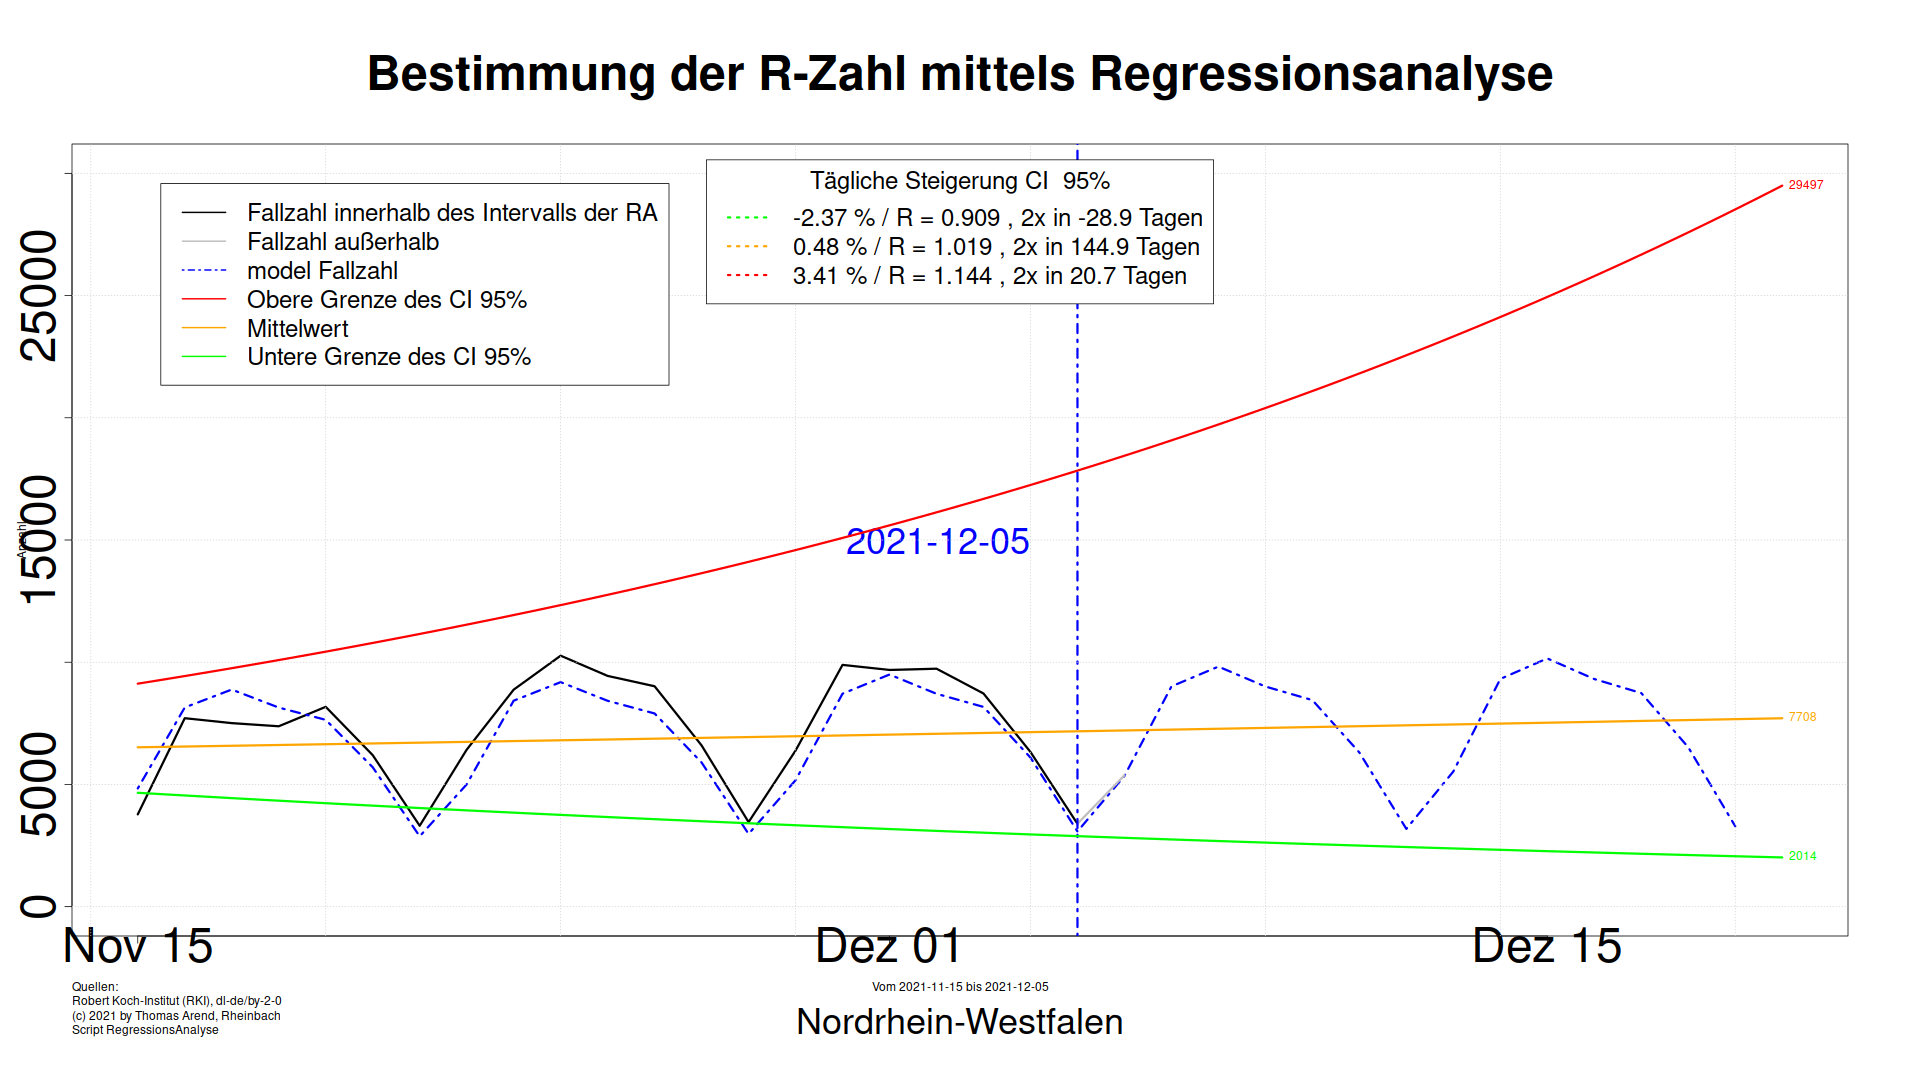 Bestimmung der R-Zahl mittels Regressionsanalyse
Fallzahl innerhalb des Intervalls der RA
Fallzahl außerhalb
model Fallzahl
Obere Grenze des CI 95%
Mittelwert
Untere Grenze des CI 95%
Tägliche Steigerung CI  95%
-2.37 % / R = 0.909 , 2x in -28.9 Tagen
0.48 % / R = 1.019 , 2x in 144.9 Tagen
3.41 % / R = 1.144 , 2x in 20.7 Tagen
29497
7708
2014
2021-12-05
25000
15000
5000
0
Anzahl
Nov 15
Dez 01
Dez 15
Quellen:
Robert Koch-Institut (RKI), dl-de/by-2-0
(c) 2021 by Thomas Arend, Rheinbach
Script RegressionsAnalyse
Vom 2021-11-15 bis 2021-12-05
Nordrhein-Westfalen